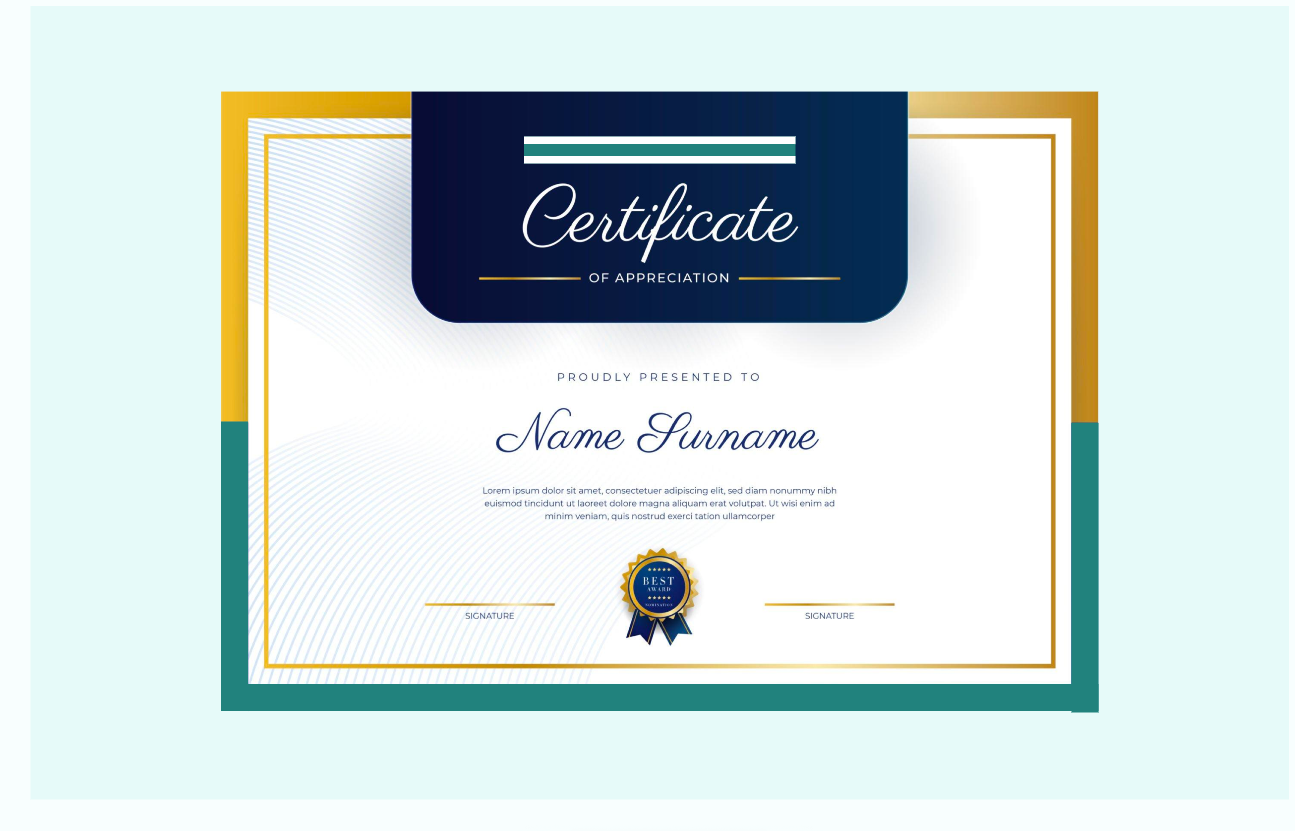 Certificate
OF APPRECIATION
PROUDLY PRESENTED TO
Name Surname
Lorem ipsum dolor sit amet, consectetuer adipiscing elit, sed diam nonummy nibh
euismod tincidunt ut laoreet dolore magna aliquam erat volutpat. Ut wisi enim ad
minim veniam, quis nostrud exerci tation ullamcorper
BEST
AWARD
NOMINATION
SIGNATURE
SIGNATURE